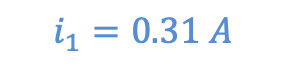 i₁ = 0.31 A